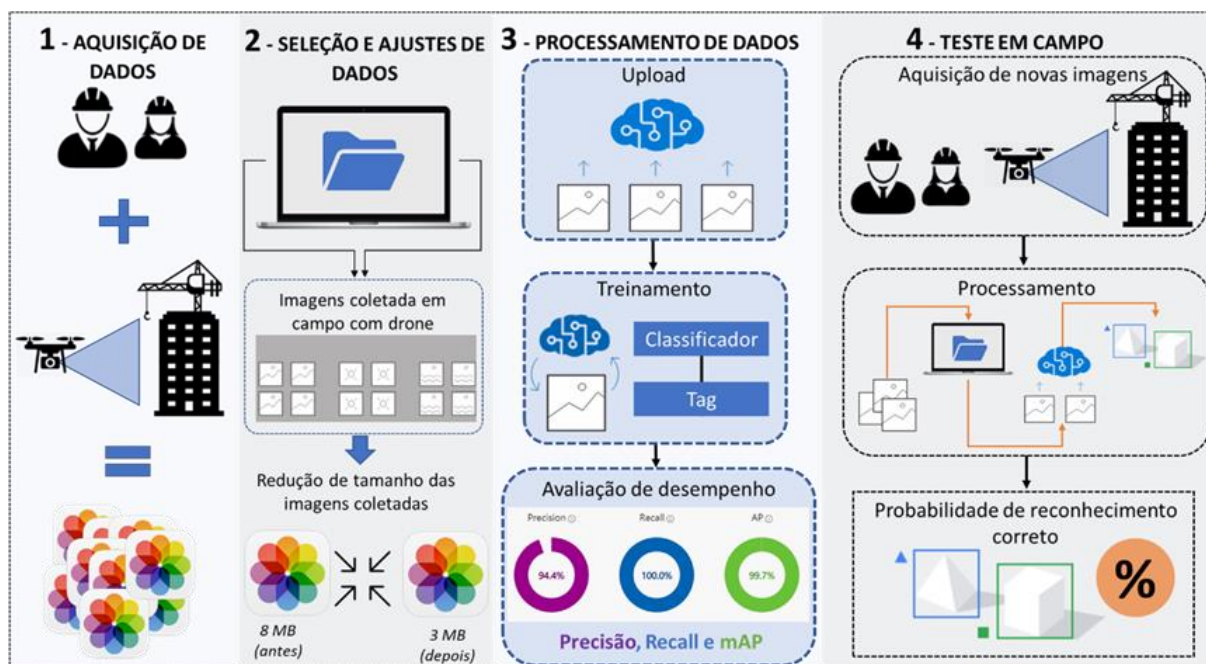 1 - AQUISIÇÃO DE
DADOS
2 - SELEÇÃO E AJUSTES DE
DADOS
Imagens coletada em
campo com drone
Redução de tamanho das
imagens coletadas
8 MB
(antes)
3 MB
(depois)
3 - PROCESSAMENTO DE DADOS
Upload
Treinamento
Classificador
Tag
Avaliação de desempenho
Precision
Recall
AP
94.4%
100.0%
99.7%
Precisão, Recall e mAP
4 - TESTE EM CAMPO
Aquisição de novas imagens
Processamento
Probabilidade de reconhecimento
correto
%